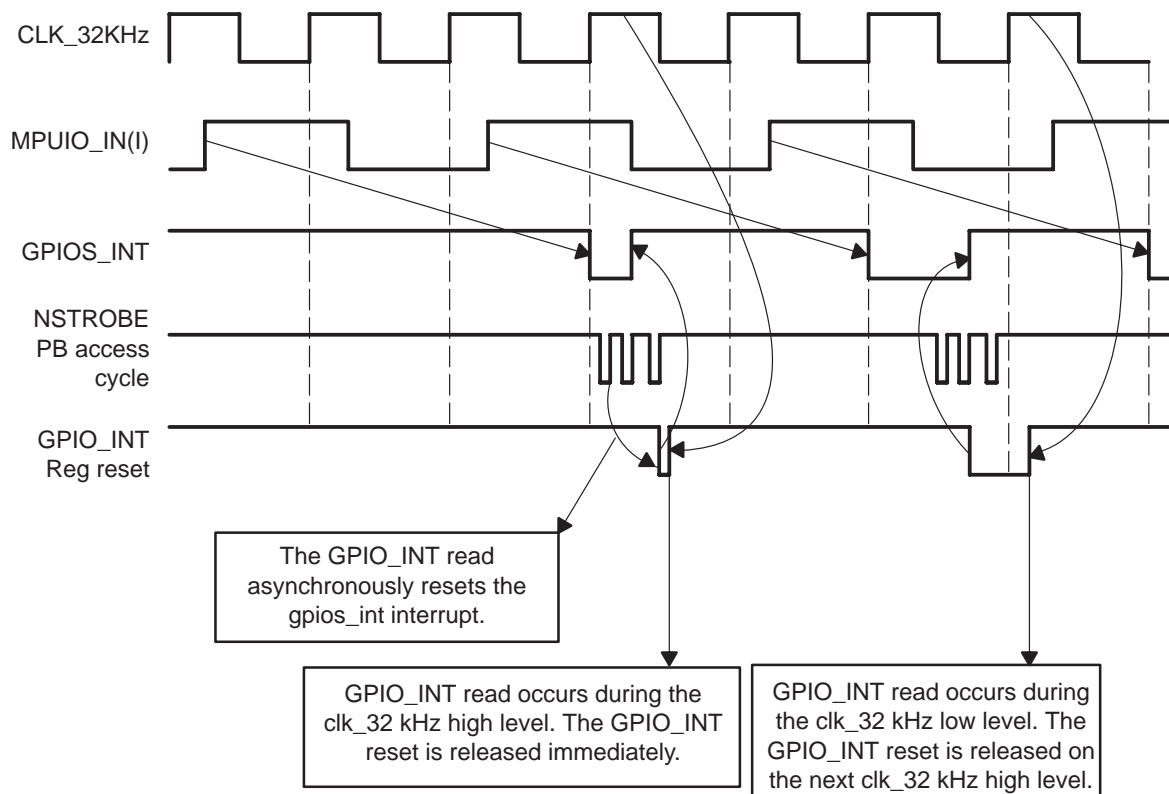 CLK_32KHz
MPUIO_IN(I)
GPIOS_INT
NSTROBE
PB access
cycle
GPIO_INT
Reg reset
The GPIO_INT read
asynchronously resets the
gpios_int interrupt.
GPIO_INT read occurs during the
clk_32 kHz high level. The GPIO_INT
reset is released immediately.
GPIO_INT read occurs during
the clk_32 kHz low level. The
GPIO_INT reset is released on
the next clk_32 kHz high level.